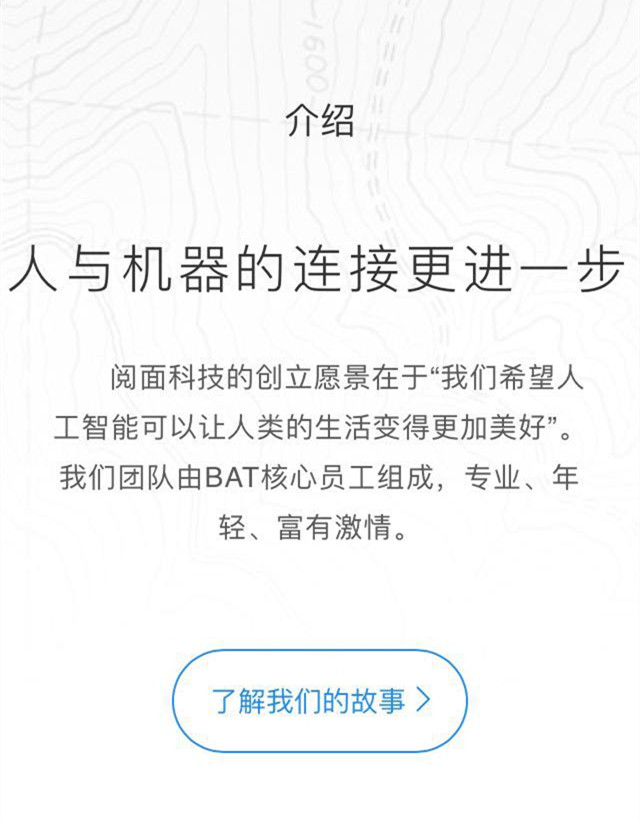 1600
介绍
人与机器的连接更进一步
阅面科技的创立愿景在于“我们希望人
工智能可以让人类的生活变得更加美好”。
我们团队由BAT核心员工组成，专业、年
轻、富有激情。
了解我们的故事 >